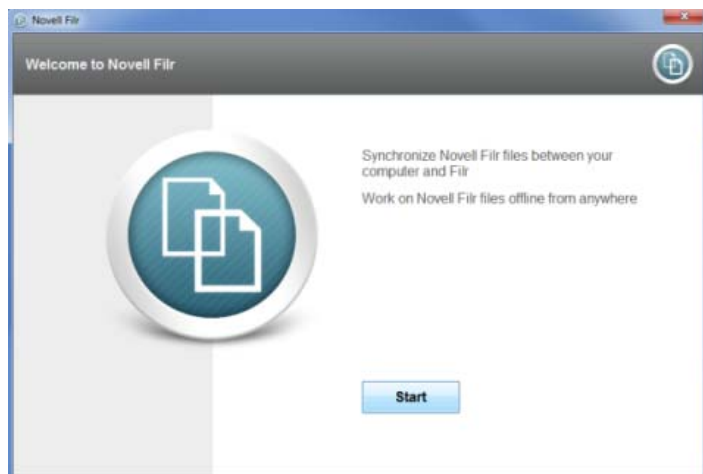 Novell Filr
Welcome to Novell Filr
Synchronize Novell Filr files between your
computer and Filr
Work on Novell Filr files offline from anywhere
Start